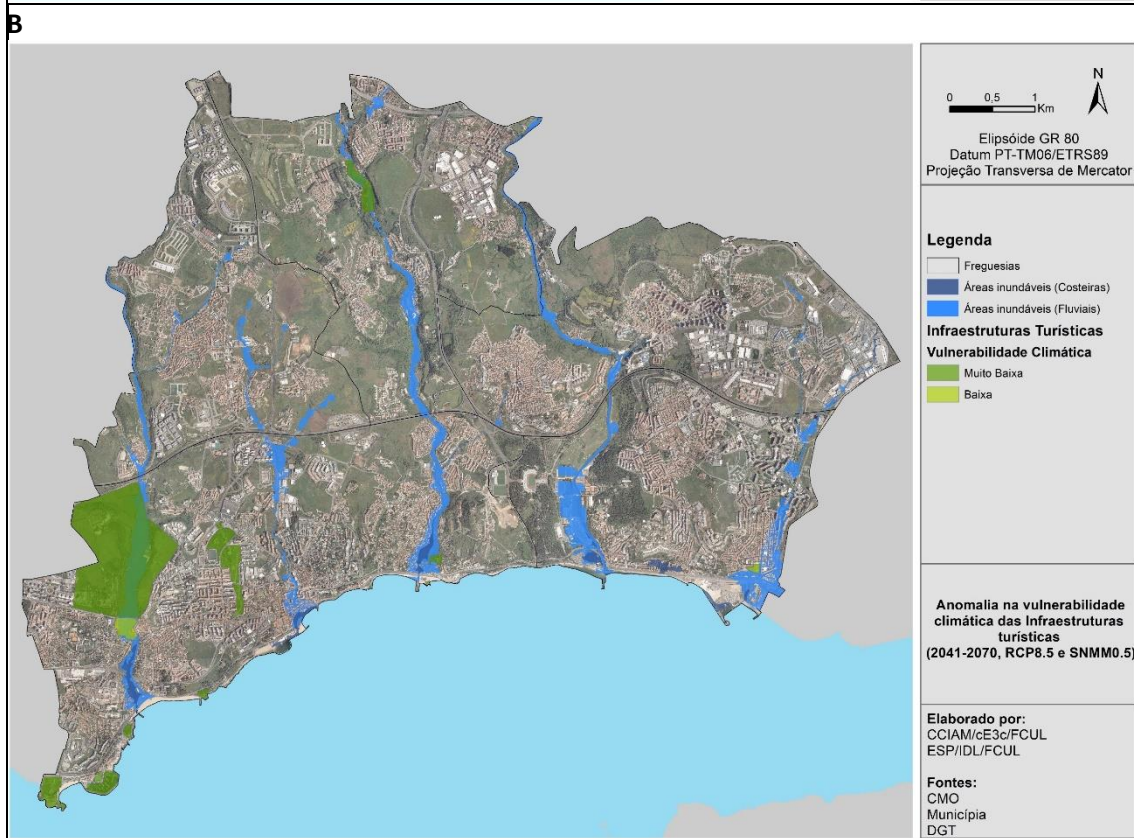 B
N
0 0,5 1
Km
Elipsóide GR 80
Datum PT-TM06/ETRS89
Projeção Transversa de Mercator
Legenda
Freguesias
Áreas inundáveis (Costeiras)
Áreas inundáveis (Fluviais)
Infraestruturas Turísticas
Vulnerabilidade Climática
Muito Baixa
Baixa
Anomalia na vulnerabilidade
climática das Infraestruturas
turísticas
(2041-2070, RCP8.5 e SNMM0.5)
Elaborado por:
CCIAM/cE3c/FCUL
ESP/IDL/FCUL
Fontes:
CMO
Municípia
DGT